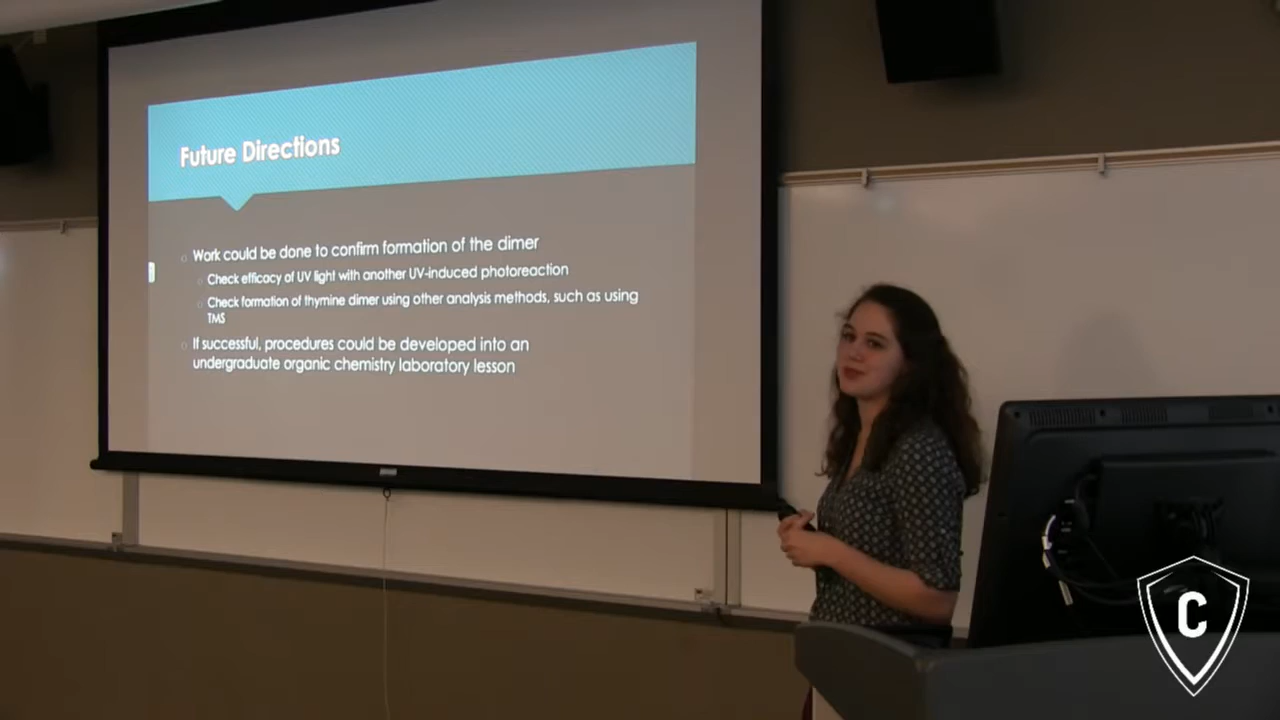 Future Directions
Work could be done to confirm formation of the dimer
Check efficacy of UV light with another UV-induced photoreaction
Check formation of thymine dimer using other analysis methods, such as using
TMS
If successful, procedures could be developed into an
undergraduate organic chemistry laboratory lesson
C